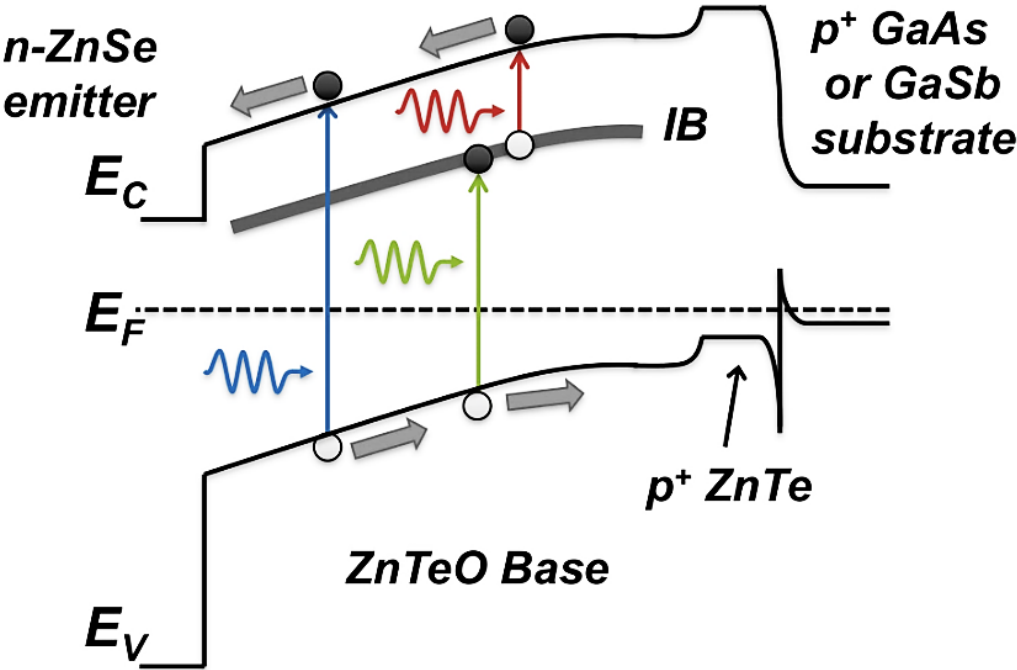 n-ZnSe
emitter
p+ GaAs
or GaSb
substrate
IB
EC
EF
p+ ZnTe
ZnTeO Base
EV